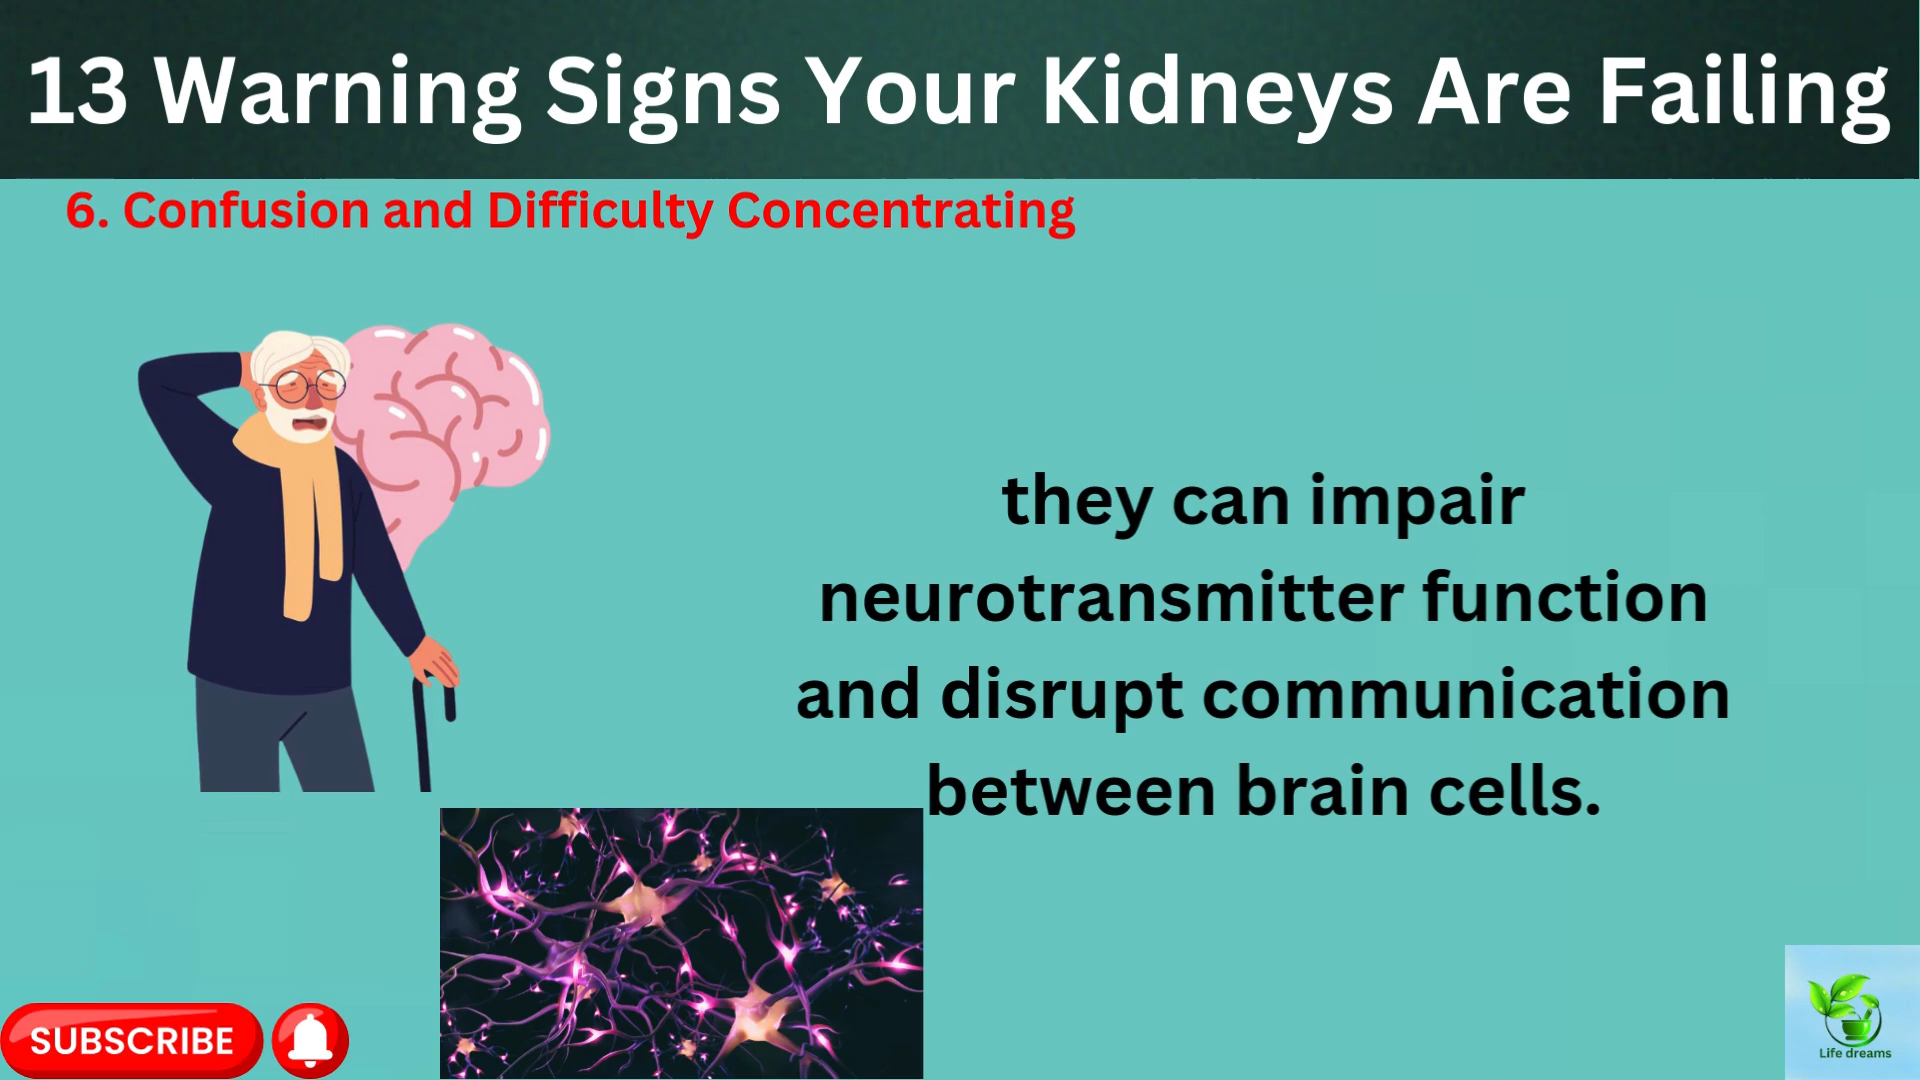 13 Warning Signs Your Kidneys Are Failing
6. Confusion and Difficulty Concentrating
they can impair
neurotransmitter function
and disrupt communication
between brain cells.
SUBSCRIBE
Life dreams